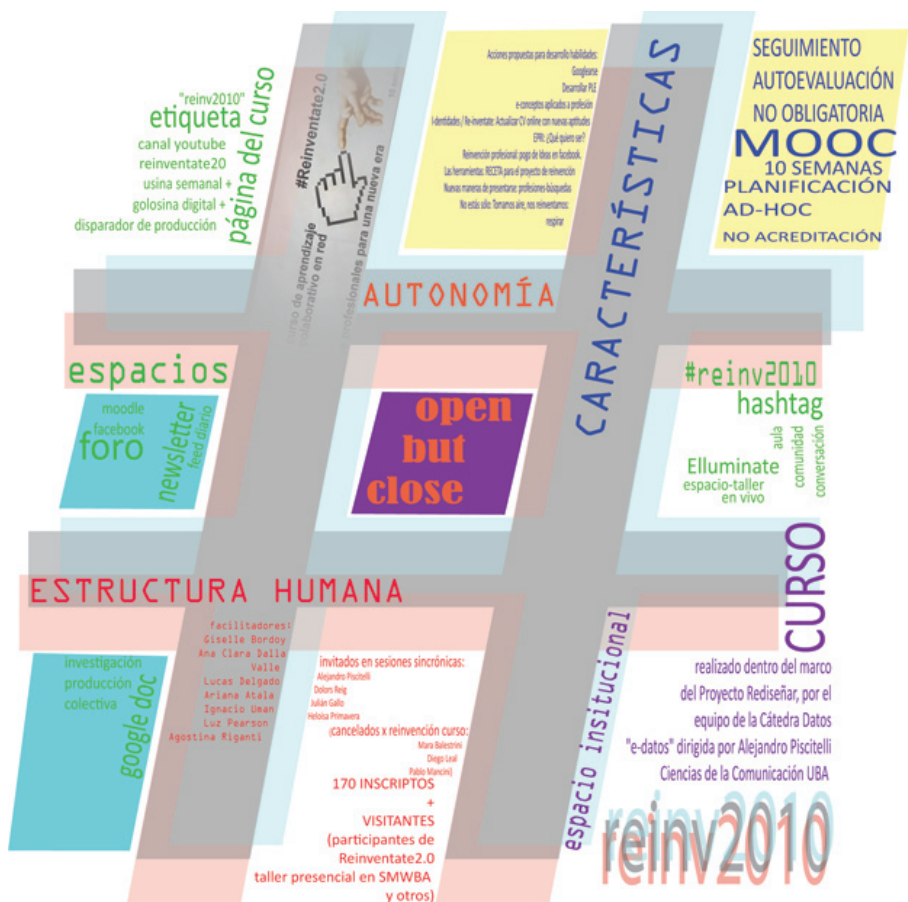 "reinv2010"
etiqueta
canal youtube
reinventate20
usina semanal +
golosina digital +
disparador de producción
página del curso
#Reinventate2.0
curso de aprendizaje
colaborativo en red
profesionales para una nueva era
Acciones propuestas para desarrollo habilidades:
Googlearse
Desarrollar PLE
e-conceptos aplicados a profesión
I-dentidades / Re-inventate: Actualizar CV online con nuevas aptitudes
EPRI: ¿Qué quiero ser?
Reinvención profesional: pogo de Ideas en facebook.
Las herramientas: RECETA para el proyecto de reinvención
Nuevas maneras de presentarse: profesiones-búsquedas
No estás sólo: Tomamos aire, nos reinventamos:
respirar
CARACTERÍSTICAS
SEGUIMIENTO
AUTOEVALUACIÓN
NO OBLIGATORIA
MOOC
10 SEMANAS
PLANIFICACIÓN
AD-HOC
NO ACREDITACIÓN
AUTONOMÍA
espacios
moodle
facebook
foro
newsletter
feed diario
open
but
close
#reinv2010
hashtag
aula
comunidad
conversación
Elluminate
espacio-taller
en vivo
ESTRUCTURA HUMANA
facilitadores:
Giselle Bordoy
Ana Clara Dalla
Valle
Lucas Delgado
Ariana Atala
Ignacio Uman
Luz Pearson
Agostina Riganti
investigación
producción
colectiva
google doc
invitados en sesiones sincrónicas:
Alejandro Piscitelli
Dolors Reig
Julián Gallo
Heloisa Primavera
(cancelados x reinvención curso:
Mara Balestrini
Diego Leal
Pablo Mancini)
170 INSCRIPTOS
+
VISITANTES
(participantes de
Reinventate2.0
taller presencial en SMWBA
y otros)
espacio insitucional
CURSO
realizado dentro del marco
del Proyecto Rediseñar, por el
equipo de la Cátedra Datos
"e-datos" dirigida por Alejandro Piscitelli
Ciencias de la Comunicación UBA
reinv2010